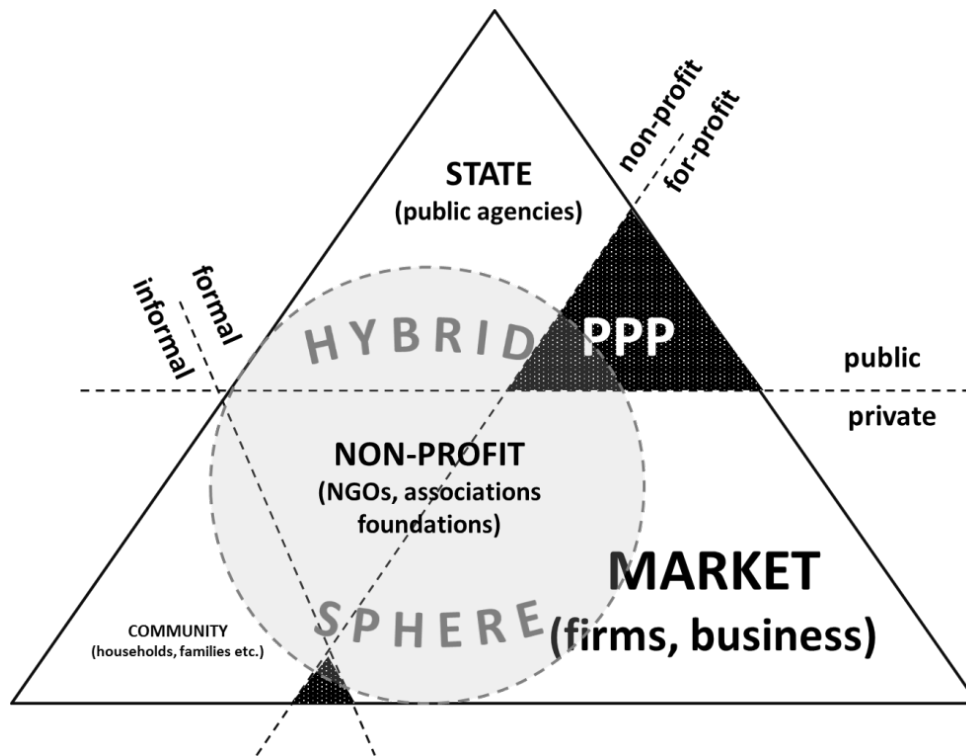 non-profit
for-profit
STATE
(public agencies)
formal
informal
HYBRID
PPP
public
private
NON-PROFIT
(NGOs, associations
foundations)
MARKET
(firms, business)
SPHERE
COMMUNITY
(households, families etc.)